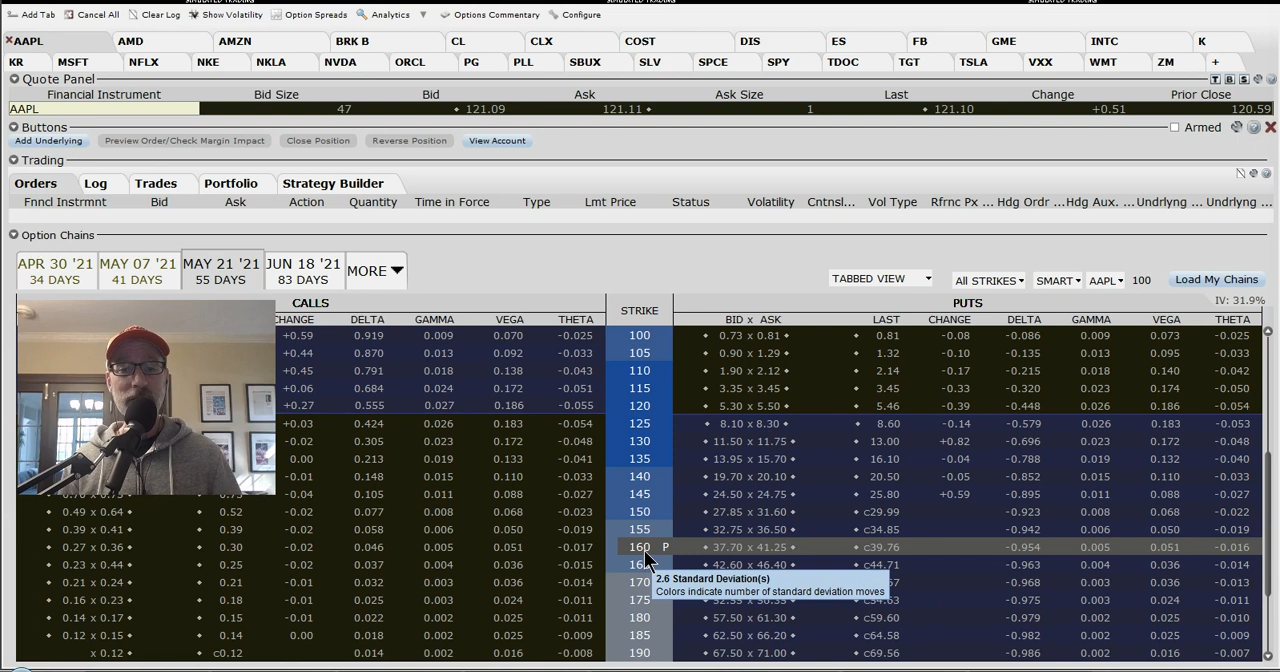 SIMULATED TRADING SIMULATED TRADING SIMULATED TRADING
Add Tab Cancel All Clear Log Show Volatility Option Spreads Analytics Options Commentary Configure
AAPL AMD AMZN BRK B CL CLX COST DIS ES FB GME INTC K
KR MSFT NFLX NKE NKLA NVDA ORCL PG PLL SBUX SLV SPCE SPY TDOC TGT TSLA VXX WMT ZM +
Quote Panel T B S
Financial Instrument Bid Size Bid Ask Ask Size Last Change Prior Close
AAPL 47 121.09 121.11 1 121.10 +0.51 120.59
Buttons Armed
Add Underlying Preview Order/Check Margin Impact Close Position Reverse Position View Account
Trading
Orders Log Trades Portfolio Strategy Builder
Fnncl Instrmnt Bid Ask Action Quantity Time in Force Type Lmt Price Status Volatility Cntnsl... Vol Type Rfrnc Px ... Hdg Ordr ... Hdg Aux. ... Undrlyng ... Undrlyng ...
Option Chains
APR 30 '21 MAY 07 '21 MAY 21 '21 JUN 18 '21 MORE
34 DAYS 41 DAYS 55 DAYS 83 DAYS
TABBED VIEW All STRIKES SMART AAPL 100 Load My Chains
CALLS STRIKE PUTS IV: 31.9%
CHANGE DELTA GAMMA VEGA THETA BID x ASK LAST CHANGE DELTA GAMMA VEGA THETA
+0.59 0.919 0.009 0.070 -0.025 100 0.73 x 0.81 0.81 -0.08 -0.086 0.009 0.073 -0.025
+0.44 0.870 0.013 0.092 -0.033 105 0.90 x 1.29 1.32 -0.10 -0.135 0.013 0.095 -0.033
+0.45 0.791 0.018 0.138 -0.043 110 1.90 x 2.12 2.14 -0.17 -0.215 0.018 0.140 -0.042
+0.06 0.684 0.024 0.172 -0.051 115 3.35 x 3.45 3.45 -0.33 -0.320 0.023 0.174 -0.050
+0.27 0.555 0.027 0.186 -0.055 120 5.30 x 5.50 5.46 -0.39 -0.448 0.026 0.186 -0.054
+0.03 0.424 0.026 0.183 -0.054 125 8.10 x 8.30 8.60 -0.14 -0.579 0.026 0.183 -0.053
-0.02 0.305 0.023 0.172 -0.048 130 11.50 x 11.75 13.00 +0.82 -0.696 0.023 0.172 -0.048
0.00 0.213 0.019 0.133 -0.041 135 13.95 x 15.70 16.10 -0.04 -0.788 0.019 0.132 -0.040
-0.01 0.148 0.015 0.110 -0.033 140 19.70 x 20.10 20.50 -0.05 -0.852 0.015 0.110 -0.033
-0.04 0.105 0.011 0.088 -0.027 145 24.50 x 24.75 25.80 +0.59 -0.895 0.011 0.088 -0.027
0.49 x 0.64 0.52 -0.02 0.077 0.008 0.068 -0.023 150 27.85 x 31.60 c29.99 -0.923 0.008 0.068 -0.022
0.39 x 0.41 0.39 -0.02 0.058 0.006 0.050 -0.019 155 32.75 x 36.50 c34.85 -0.942 0.006 0.050 -0.019
0.27 x 0.36 0.30 -0.02 0.046 0.005 0.051 -0.017 160 P 37.70 x 41.25 c39.76 -0.954 0.005 0.051 -0.016
0.23 x 0.44 0.25 -0.02 0.037 0.004 0.036 -0.015 42.60 x 46.40 c44.71 -0.963 0.004 0.036 -0.014
0.21 x 0.24 0.21 -0.01 0.032 0.003 0.036 -0.014 170 -0.968 0.003 0.036 -0.013
2.6 Standard Deviation(s)
Colors indicate number of standard deviation moves
0.16 x 0.23 0.18 -0.01 0.025 0.003 0.024 -0.011 175 -0.975 0.003 0.024 -0.011
0.14 x 0.17 0.15 -0.01 0.022 0.002 0.025 -0.011 180 57.50 x 61.30 c59.60 -0.977 0.002 0.025 -0.010
0.12 x 0.15 0.14 0.00 0.018 0.002 0.025 -0.009 185 62.50 x 66.20 c64.58 -0.982 0.002 0.025 -0.009
x 0.12 c0.12 0.014 0.002 0.016 -0.008 190 67.50 x 71.00 c69.56 -0.986 0.002 0.016 -0.007